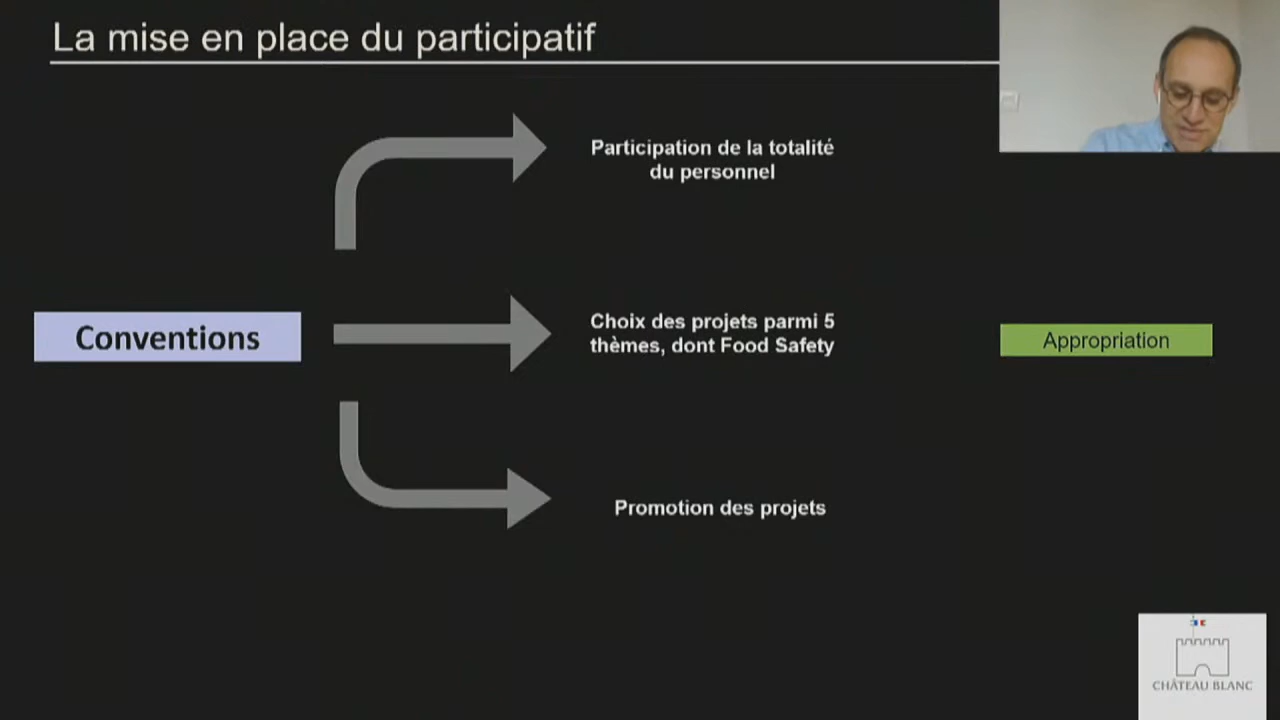 La mise en place du participatif
Participation de la totalité
du personnel
Conventions
Choix des projets parmi 5
thèmes, dont Food Safety
Appropriation
Promotion des projets
CHÂTEAU BLANC